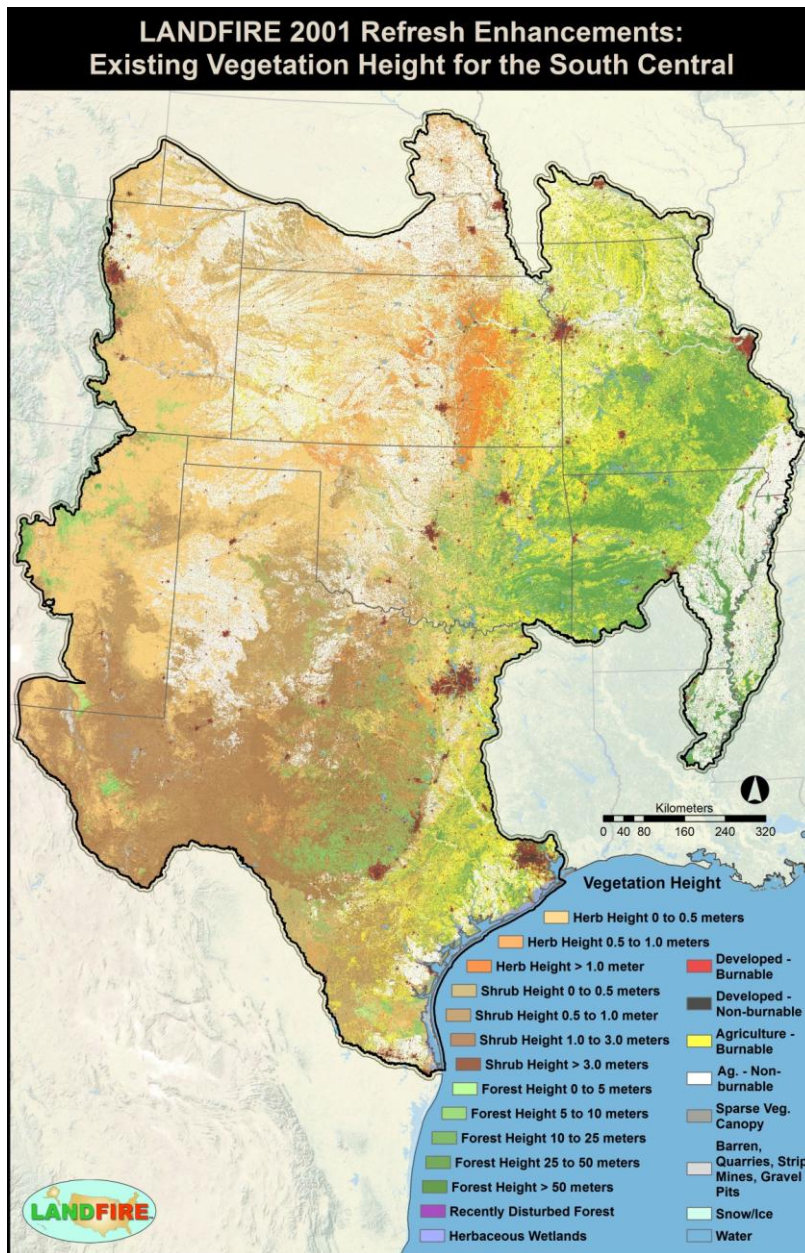 LANDFIRE 2001 Refresh Enhancements:
Existing Vegetation Height for the South Central
Kilometers
0 40 80 160 240 320
Vegetation Height
Herb Height 0 to 0.5 meters
Herb Height 0.5 to 1.0 meters
Herb Height > 1.0 meter
Shrub Height 0 to 0.5 meters
Shrub Height 0.5 to 1.0 meter
Shrub Height 1.0 to 3.0 meters
Shrub Height > 3.0 meters
Forest Height 0 to 5 meters
Forest Height 5 to 10 meters
Forest Height 10 to 25 meters
Forest Height 25 to 50 meters
Forest Height > 50 meters
Recently Disturbed Forest
Herbaceous Wetlands
Developed -
Burnable
Developed -
Non-burnable
Agriculture -
Burnable
Ag. - Non-
burnable
Sparse Veg.
Canopy
Barren,
Quarries, Strip
Mines, Gravel
Pits
Snow/Ice
Water
LANDFIRE